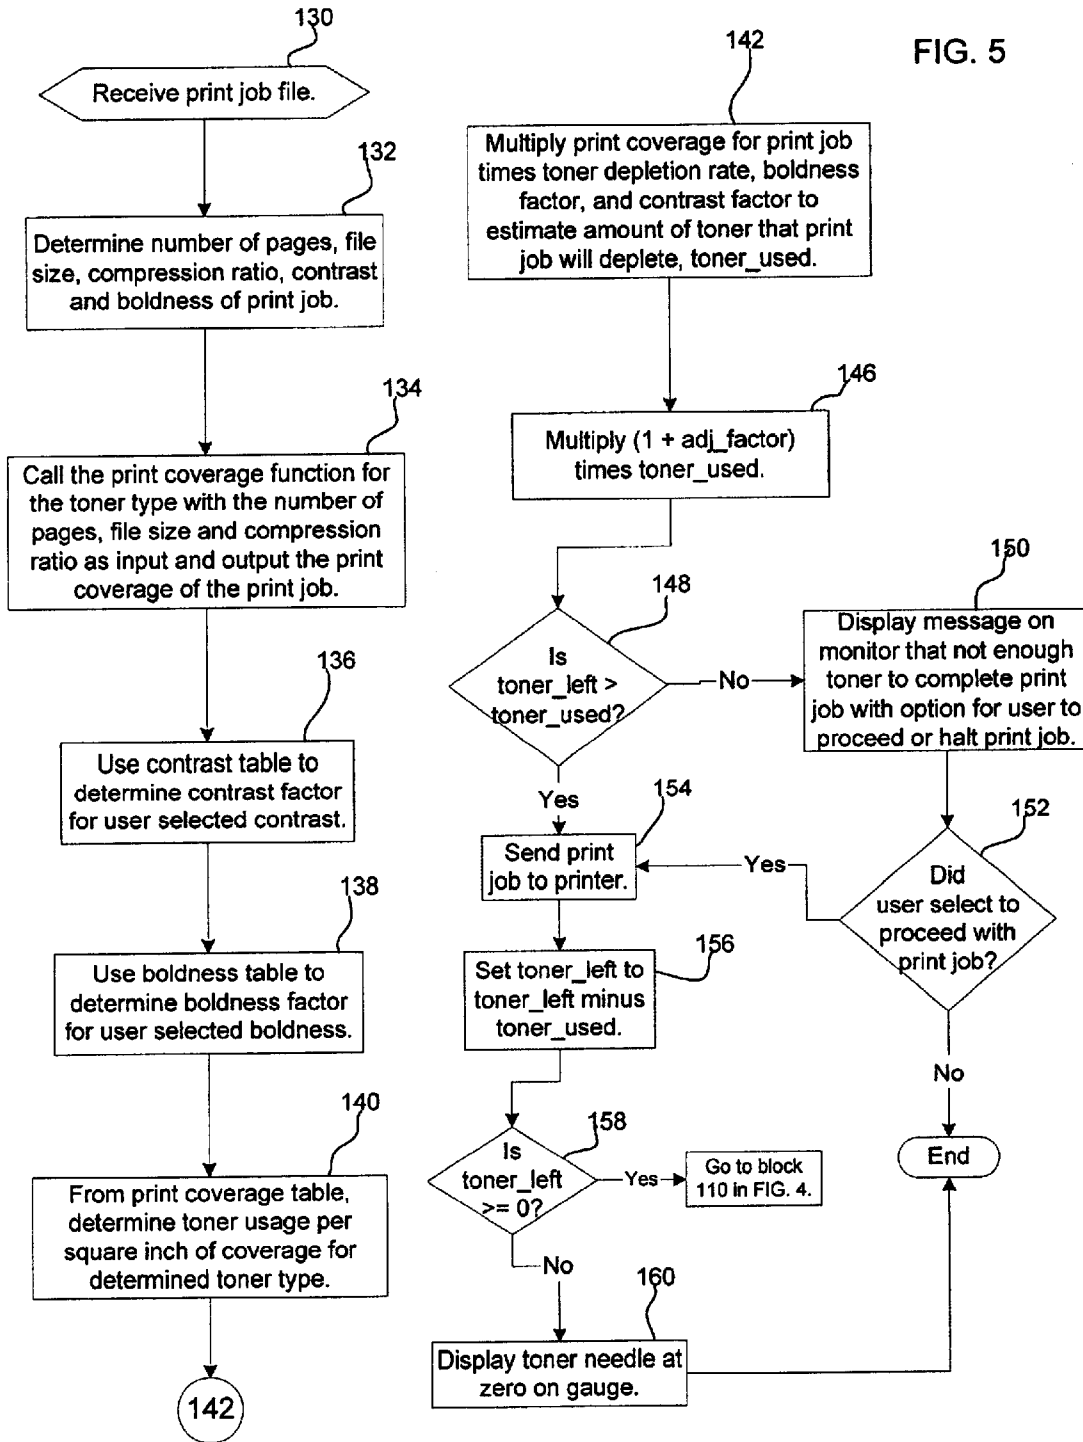 FIG. 5
130
Receive print job file.
132
Determine number of pages, file
size, compression ratio, contrast
and boldness of print job.
134
Call the print coverage function for
the toner type with the number of
pages, file size and compression
ratio as input and output the print
coverage of the print job.
136
Use contrast table to
determine contrast factor
for user selected contrast.
138
Use boldness table to
determine boldness factor
for user selected boldness.
140
From print coverage table,
determine toner usage per
square inch of coverage for
determined toner type.
142
142
Multiply print coverage for print job
times toner depletion rate, boldness
factor, and contrast factor to
estimate amount of toner that print
job will deplete, toner_used.
146
Multiply (1 + adj_factor)
times toner_used.
148
Is
toner_left >
toner_used?
No
Yes
150
Display message on
monitor that not enough
toner to complete print
job with option for user to
proceed or halt print job.
152
Did
user select to
proceed with
print job?
Yes
No
End
154
Send print
job to printer.
156
Set toner_left to
toner_left minus
toner_used.
158
Is
toner_left
>= 0?
Yes
Go to block
110 in FIG. 4.
No
160
Display toner needle at
zero on gauge.